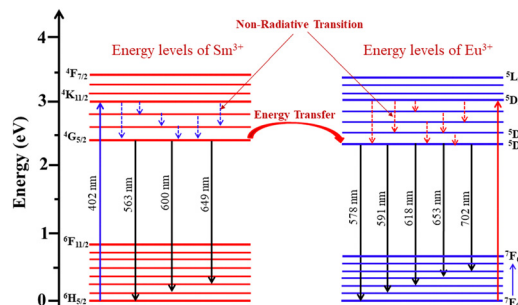 Non-Radiative Transition
Energy levels of Sm³⁺
Energy levels of Eu³⁺
Energy (eV)
4
3
2
1
0
⁴F₇/₂
⁴K₁₁/₂
⁴G₅/₂
⁶F₁₁/₂
⁶H₅/₂
402 nm
563 nm
600 nm
649 nm
Energy Transfer
578 nm
591 nm
618 nm
653 nm
702 nm
⁵L
⁵D
⁵D
⁵D